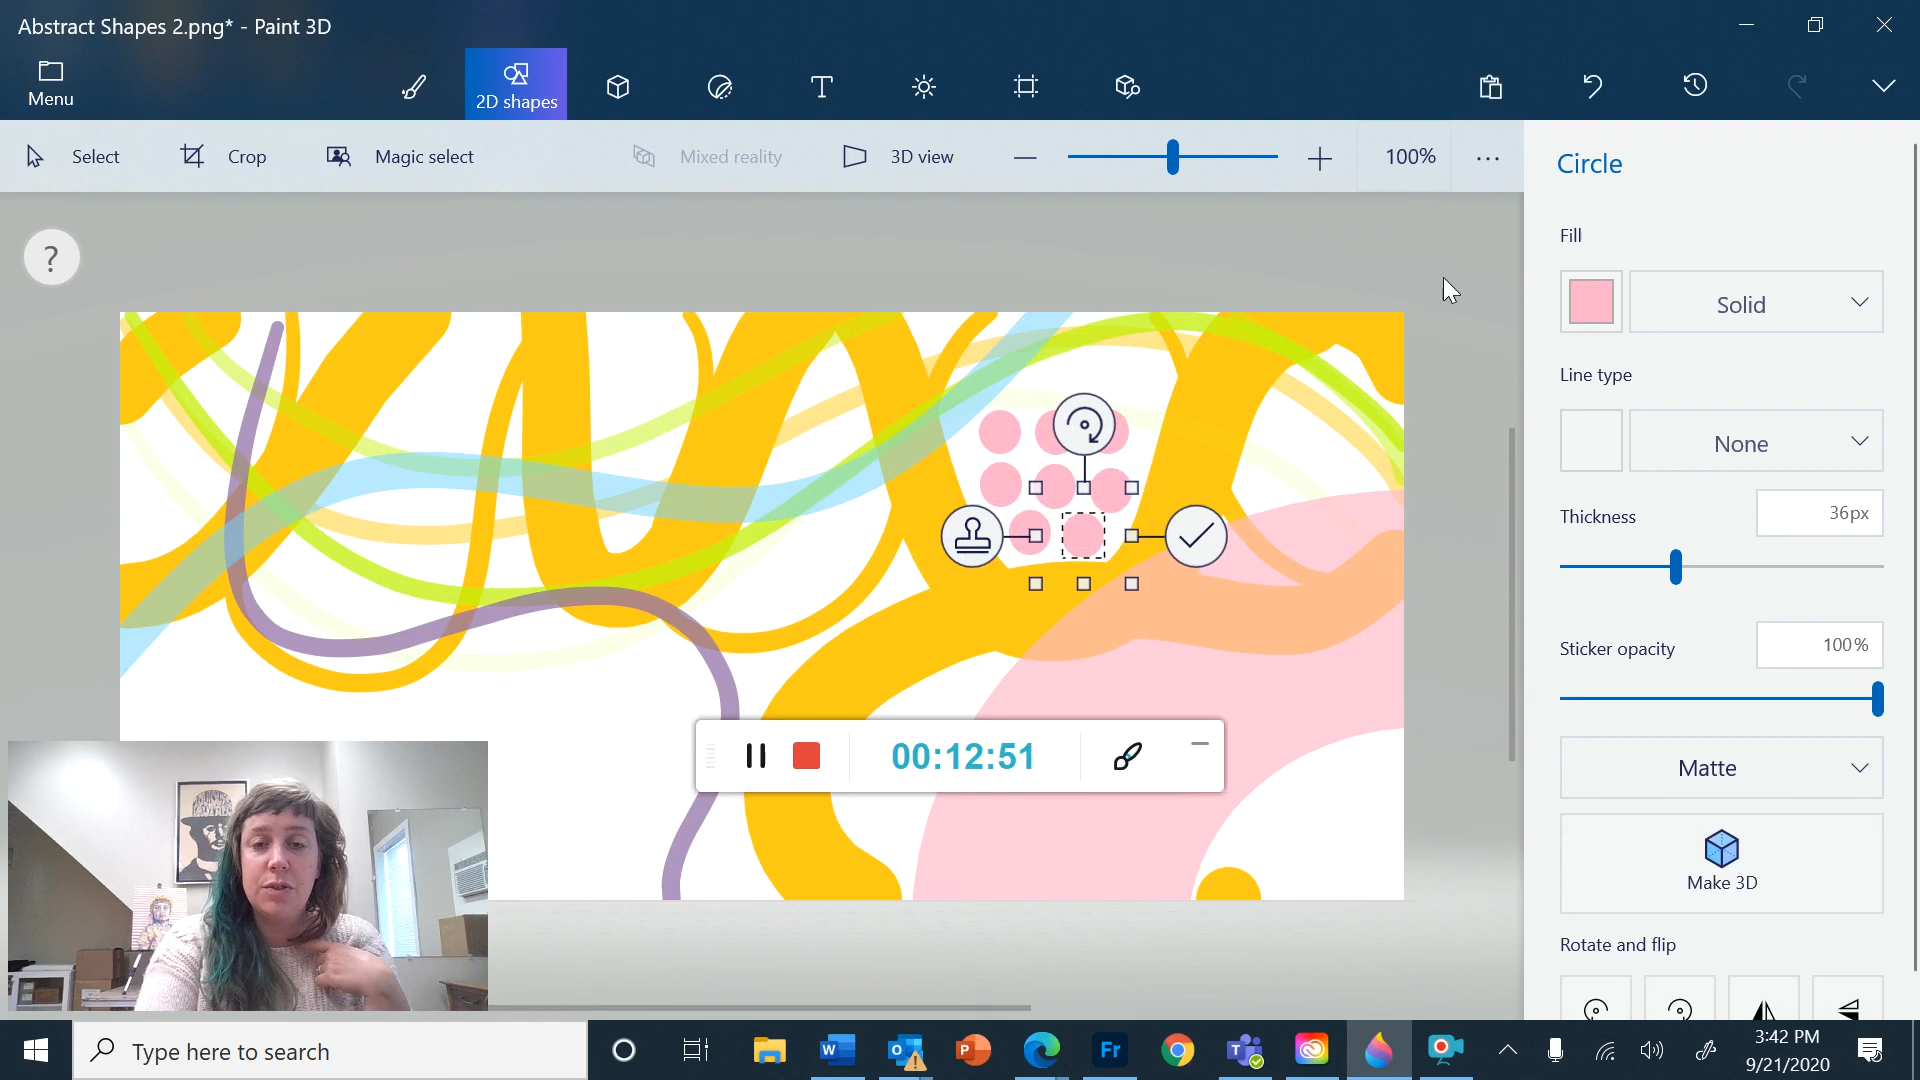 Abstract Shapes 2.png* - Paint 3D
Menu
2D shapes
Select
Crop
Magic select
Mixed reality
3D view
100%
Circle
?
Fill
Solid
Line type
None
Thickness
36px
Sticker opacity
100%
Matte
00:12:51
Make 3D
Rotate and flip
Type here to search
3:42 PM
9/21/2020